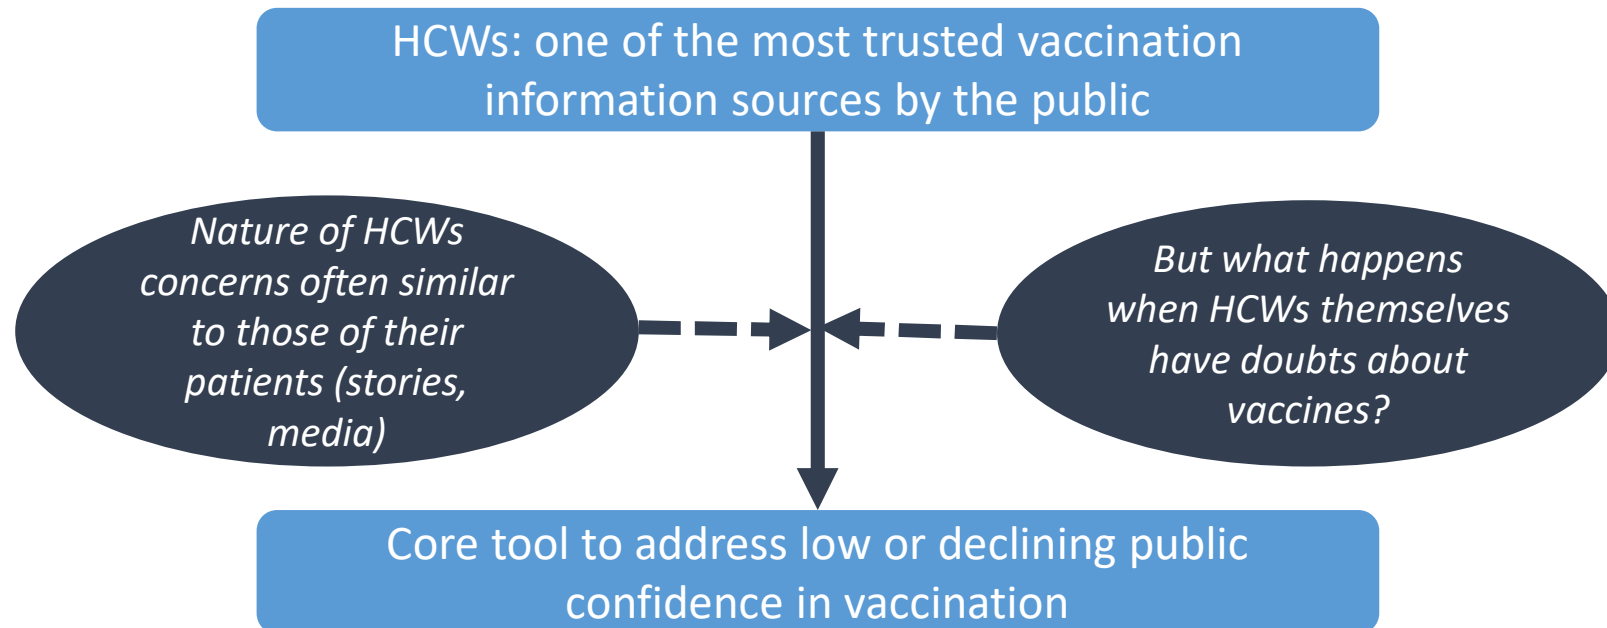 HCWs: one of the most trusted vaccination
information sources by the public
Nature of HCWs
concerns often similar
to those of their
patients (stories,
media)
But what happens
when HCWs themselves
have doubts about
vaccines?
Core tool to address low or declining public
confidence in vaccination